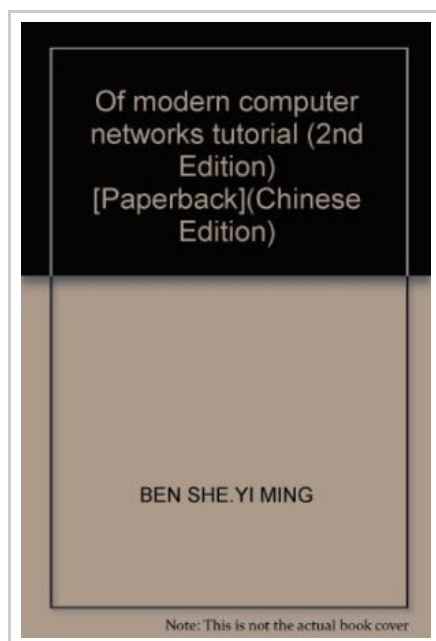 Of modern computer
networks tutorial (2nd
Edition)
[Paperback](Chinese
Edition)
BEN SHE.YI MING
Note: This is not the actual book cover